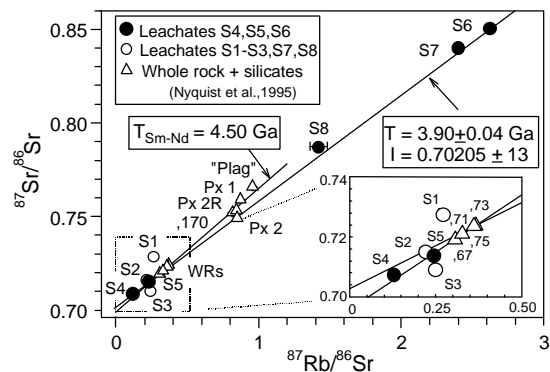 0.85
0.80
0.75
0.70
⁸⁷Sr/⁸⁶Sr
Leachates S4,S5,S6
Leachates S1-S3,S7,S8
Whole rock + silicates
(Nyquist et al.,1995)
S6
S7
T_Sm-Nd = 4.50 Ga
S8
T = 3.90±0.04 Ga
I = 0.70205 ± 13
"Plag"
Px 1
Px 2R
,170
Px 2
S1
WRs
S2
S5
S4
S3
0.74
0.72
0.70
S1
,73
,71
S2
S5
,75
S4
,67
S3
0
0.25
0.50
0
1
2
3
⁸⁷Rb/⁸⁶Sr